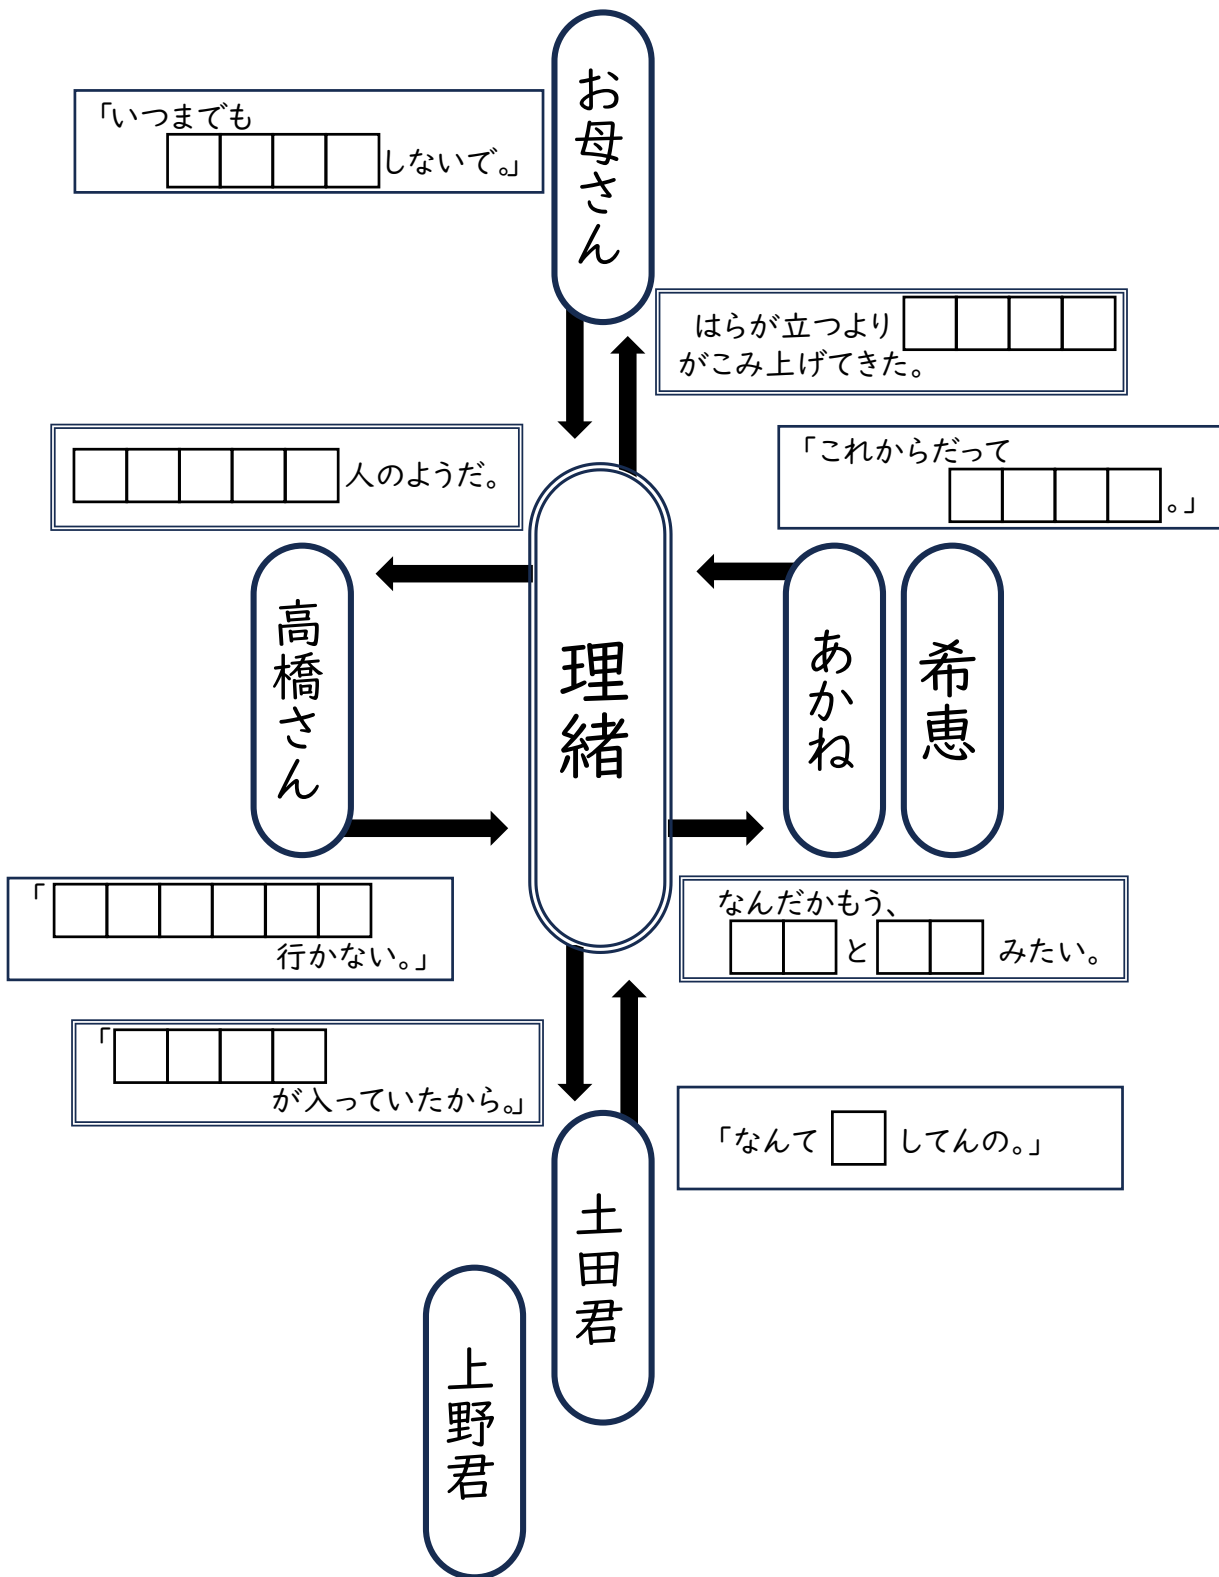 お母さん
「いつまでも
しないで。」
はらが立つより
がこみ上げてきた。
人のようだ。
「これからだって
。」
高橋さん
理緒
あかね
希恵
「
行かない。」
なんだかもう、
と みたい。
「
が入っていたから。」
「なんて してんの。」
土田君
上野君